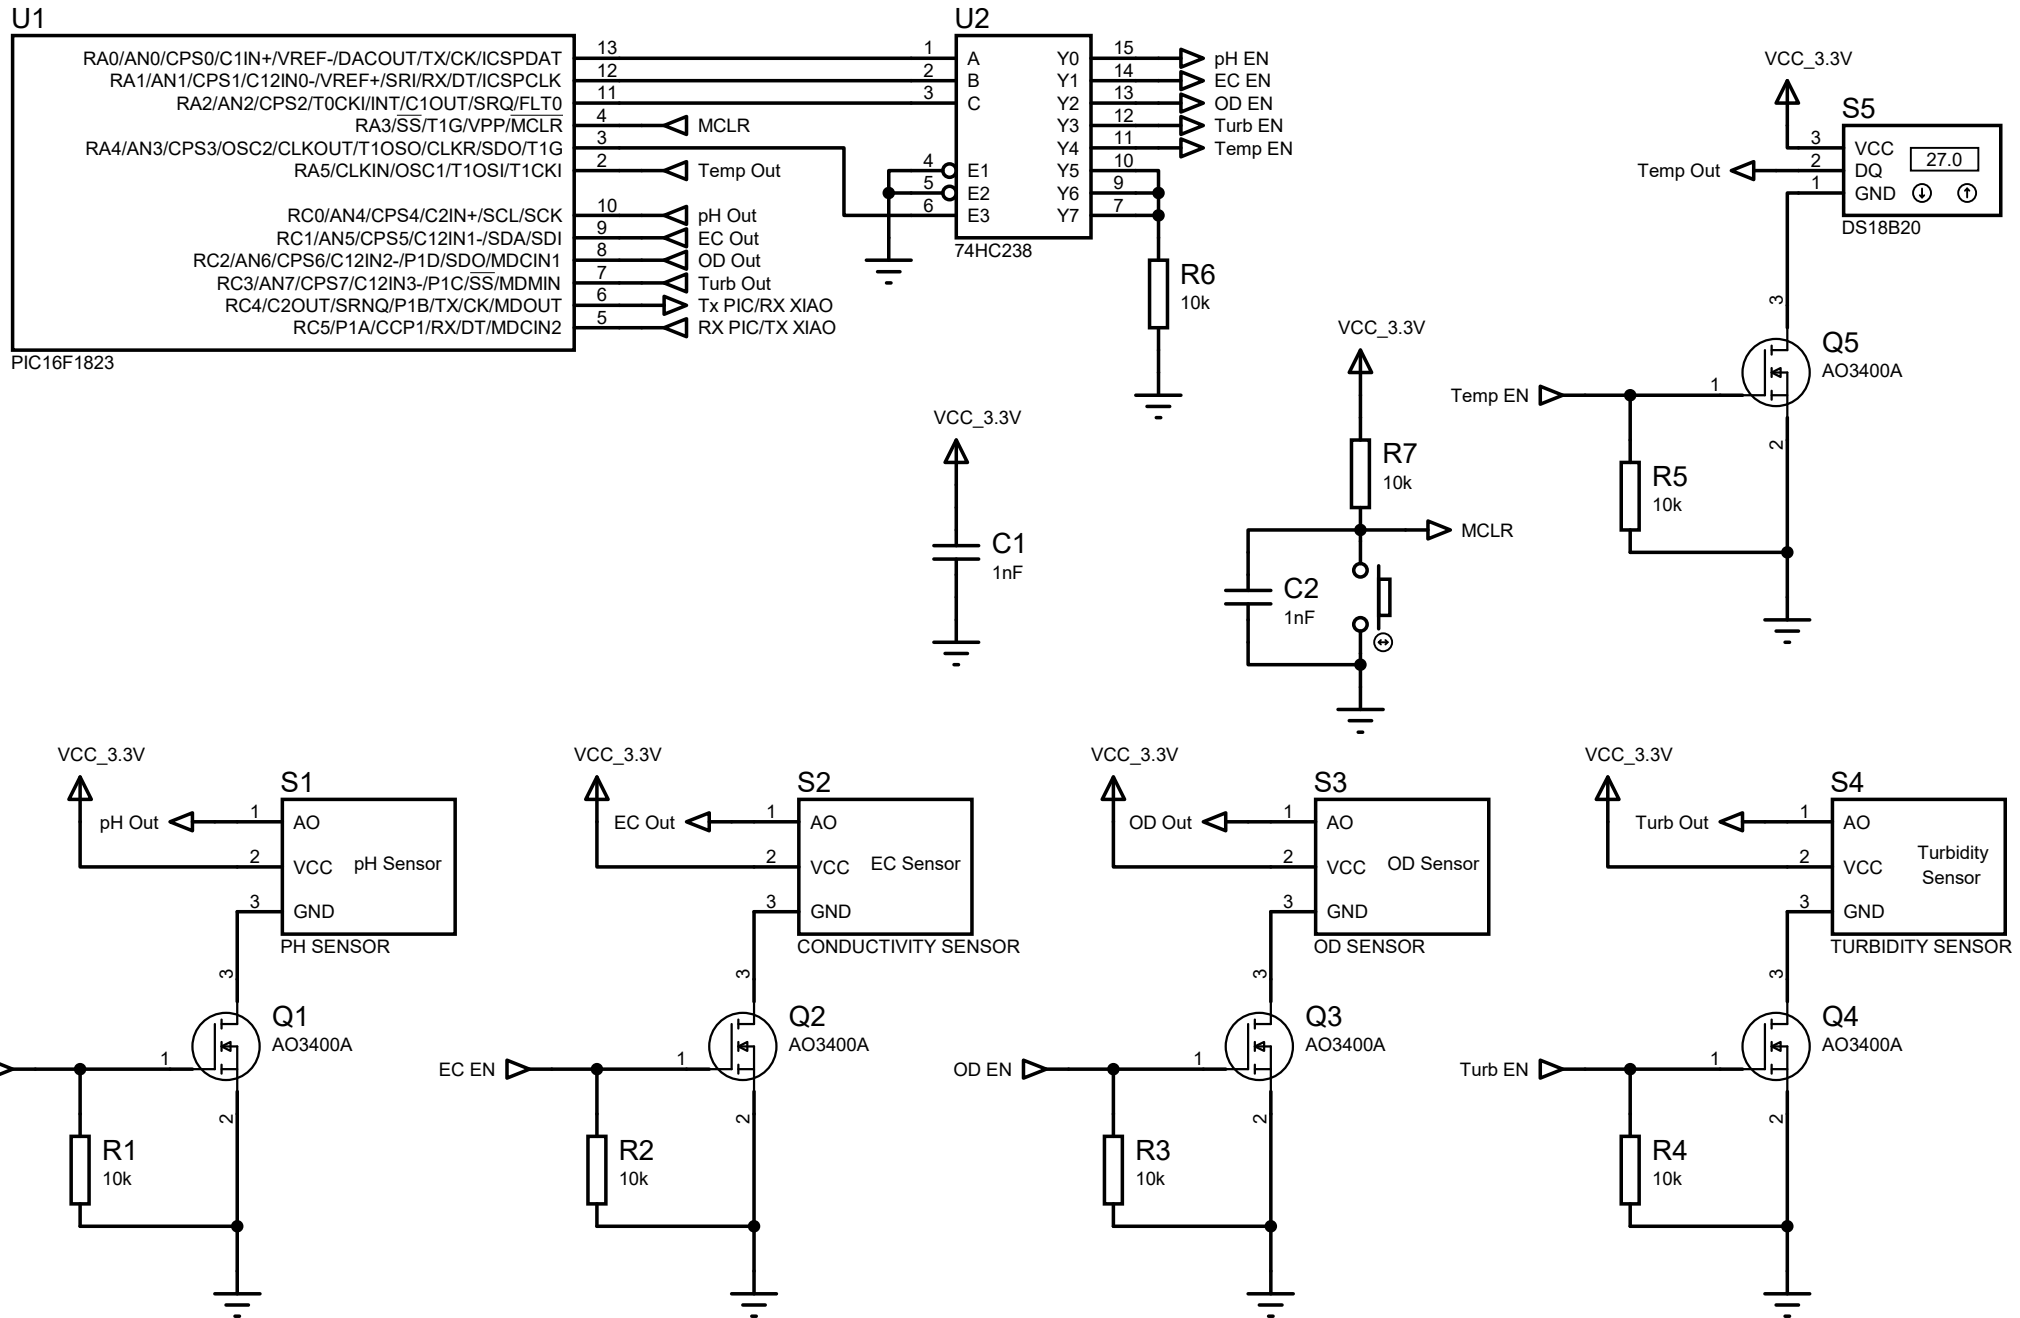 U1
RA0/AN0/CPS0/C1IN+/VREF-/DACOUT/TX/CK/ICSPDAT 13
RA1/AN1/CPS1/C12IN0-/VREF+/SRI/RX/DT/ICSPCLK 12
RA2/AN2/CPS2/T0CKI/INT/C1OUT/SRQ/FLT0 11
RA3/SS/T1G/VPP/MCLR 4 MCLR
RA4/AN3/CPS3/OSC2/CLKOUT/T1OSO/CLKR/SDO/T1G 3
RA5/CLKIN/OSC1/T1OSI/T1CKI 2 Temp Out
RC0/AN4/CPS4/C2IN+/SCL/SCK 10 pH Out
RC1/AN5/CPS5/C12IN1-/SDA/SDI 9 EC Out
RC2/AN6/CPS6/C12IN2-/P1D/SDO/MDCIN1 8 OD Out
RC3/AN7/CPS7/C12IN3-/P1C/SS/MDMIN 7 Turb Out
RC4/C2OUT/SRNQ/P1B/TX/CK/MDOUT 6 Tx PIC/RX XIAO
RC5/P1A/CCP1/RX/DT/MDCIN2 5 RX PIC/TX XIAO
PIC16F1823
U2
1 A Y0 15 pH EN
2 B Y1 14 EC EN
3 C Y2 13 OD EN
Y3 12 Turb EN
Y4 11 Temp EN
4 E1 Y5 10
5 E2 Y6 9
6 E3 Y7 7
74HC238
R6
10k
VCC_3.3V
C1
1nF
VCC_3.3V
R7
10k
MCLR
C2
1nF
VCC_3.3V
S5
3 VCC
Temp Out 2 DQ 27.0
1 GND
DS18B20
3
Q5
AO3400A
Temp EN 1
2
R5
10k
VCC_3.3V
S1
pH Out 1 AO
2 VCC pH Sensor
3 GND
PH SENSOR
3
Q1
AO3400A
1
2
R1
10k
VCC_3.3V
S2
EC Out 1 AO
2 VCC EC Sensor
3 GND
CONDUCTIVITY SENSOR
3
Q2
AO3400A
EC EN 1
2
R2
10k
VCC_3.3V
S3
OD Out 1 AO
2 VCC OD Sensor
3 GND
OD SENSOR
3
Q3
AO3400A
OD EN 1
2
R3
10k
VCC_3.3V
S4
Turb Out 1 AO
2 VCC Turbidity
Sensor
3 GND
TURBIDITY SENSOR
3
Q4
AO3400A
Turb EN 1
2
R4
10k